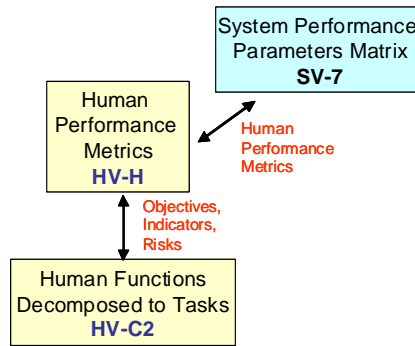 System Performance
Parameters Matrix
SV-7
Human
Performance
Metrics
HV-H
Human
Performance
Metrics
Objectives,
Indicators,
Risks
Human Functions
Decomposed to Tasks
HV-C2